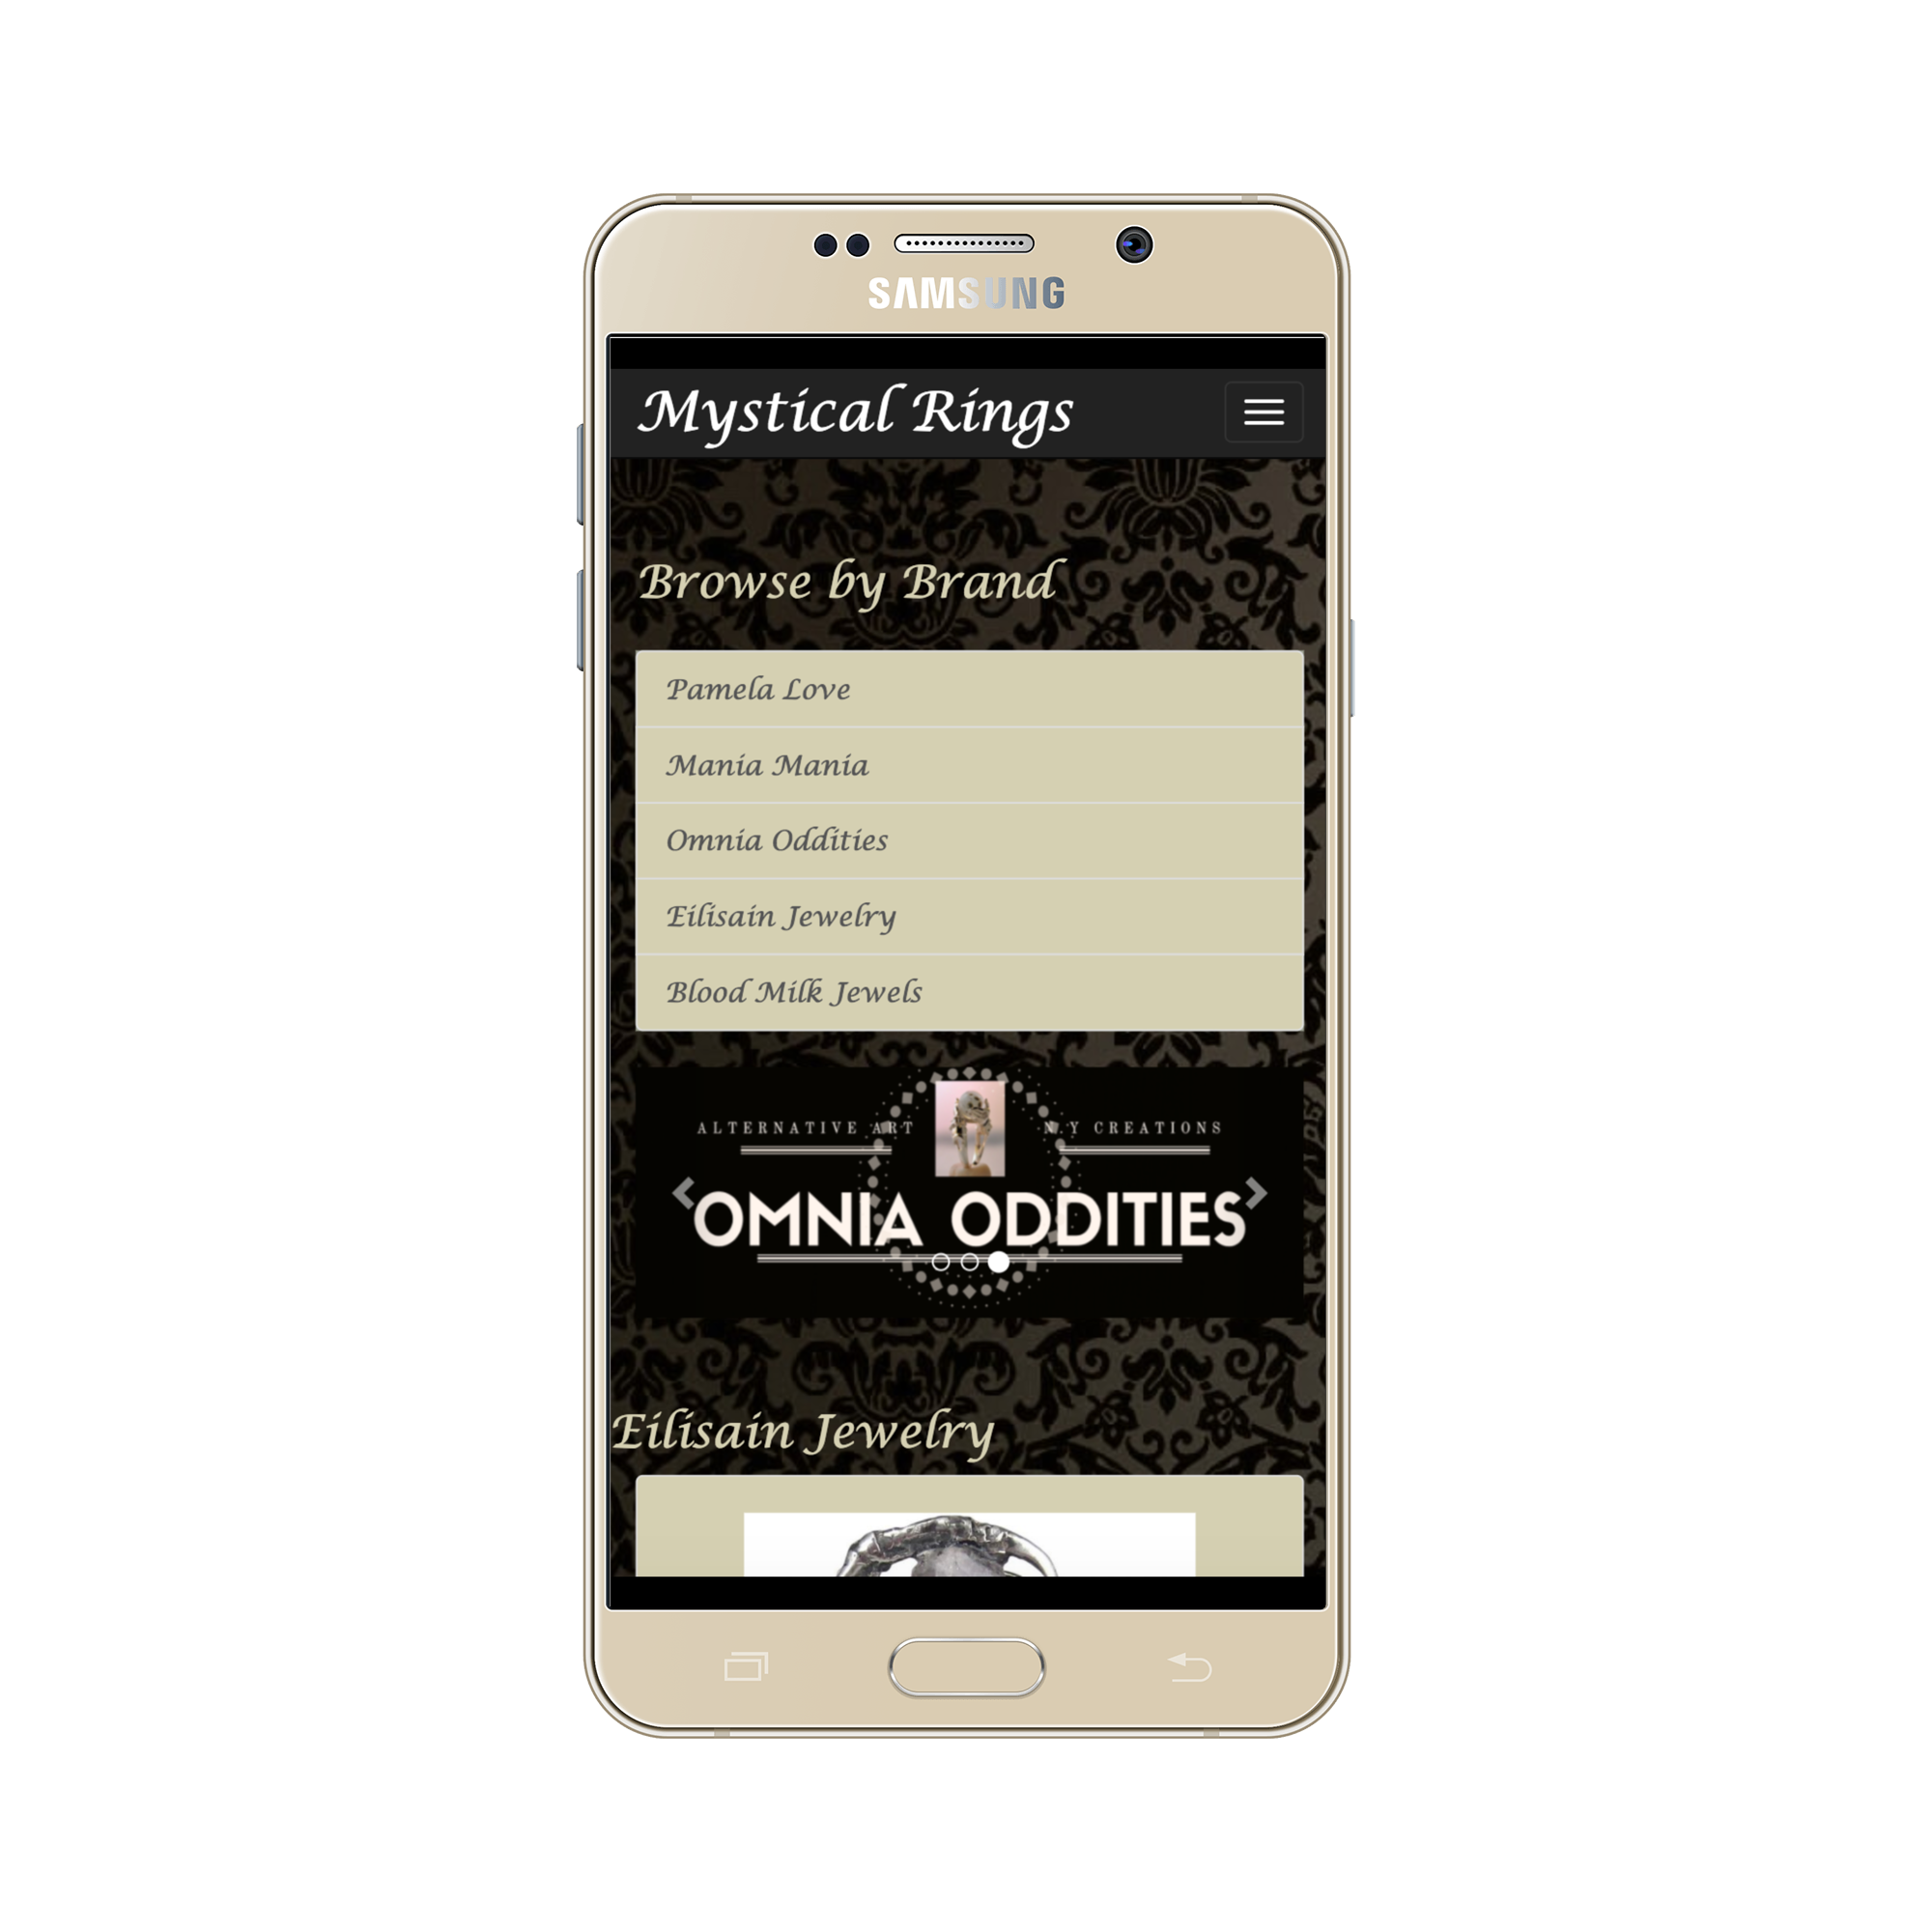 SAMSUNG
Mystical Rings
Browse by Brand
Pamela Love
Mania Mania
Omnia Oddities
Eilisain Jewelry
Blood Milk Jewels
ALTERNATIVE ART N.Y CREATIONS
OMNIA ODDITIES
Eilisain Jewelry